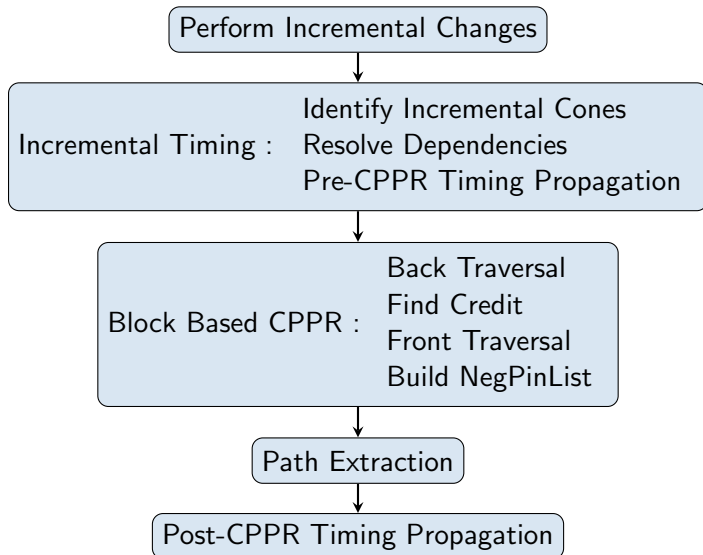 Perform Incremental Changes
Identify Incremental Cones
Incremental Timing : Resolve Dependencies
Pre-CPPR Timing Propagation
Back Traversal
Find Credit
Block Based CPPR :
Front Traversal
Build NegPinList
Path Extraction
Post-CPPR Timing Propagation